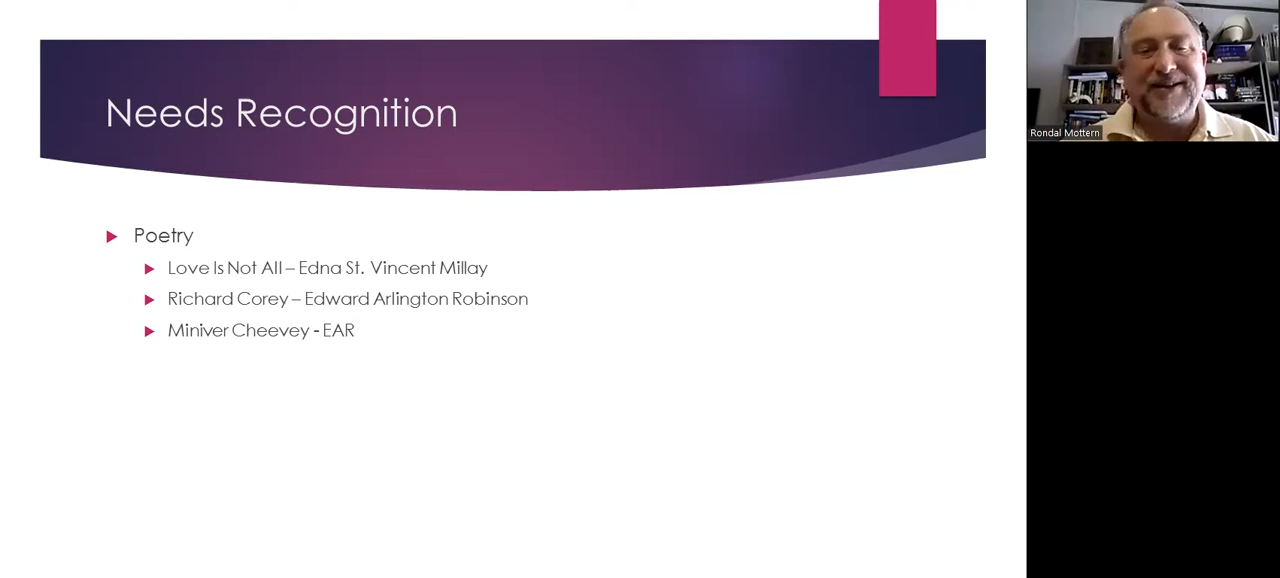 Needs Recognition
Poetry
Love Is Not All – Edna St. Vincent Millay
Richard Corey – Edward Arlington Robinson
Miniver Cheevey - EAR
Rondal Mottern